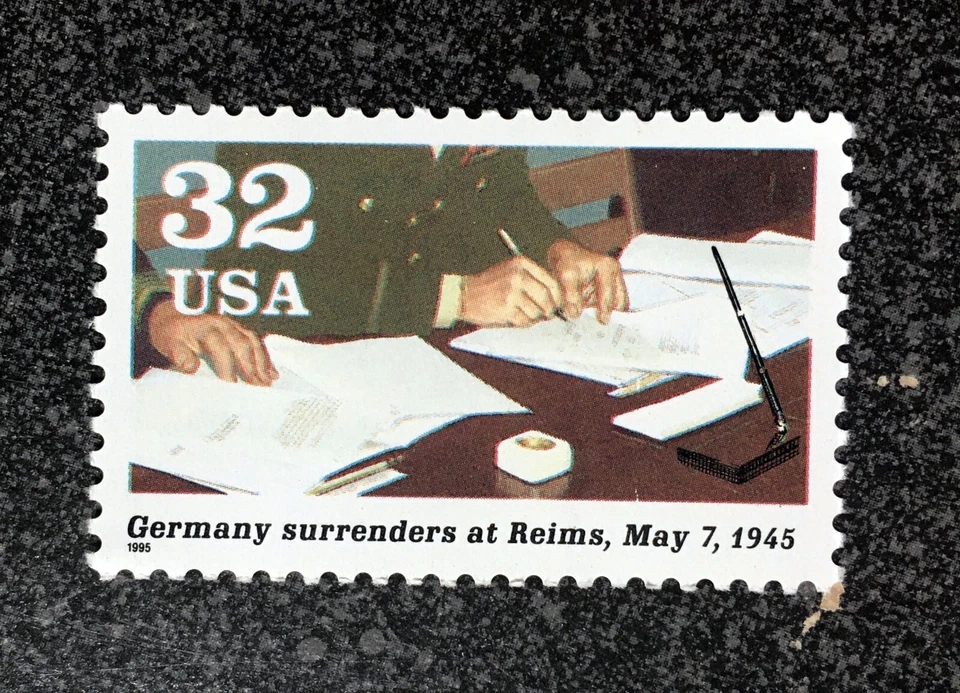 32
USA
Germany surrenders at Reims, May 7, 1945
1995